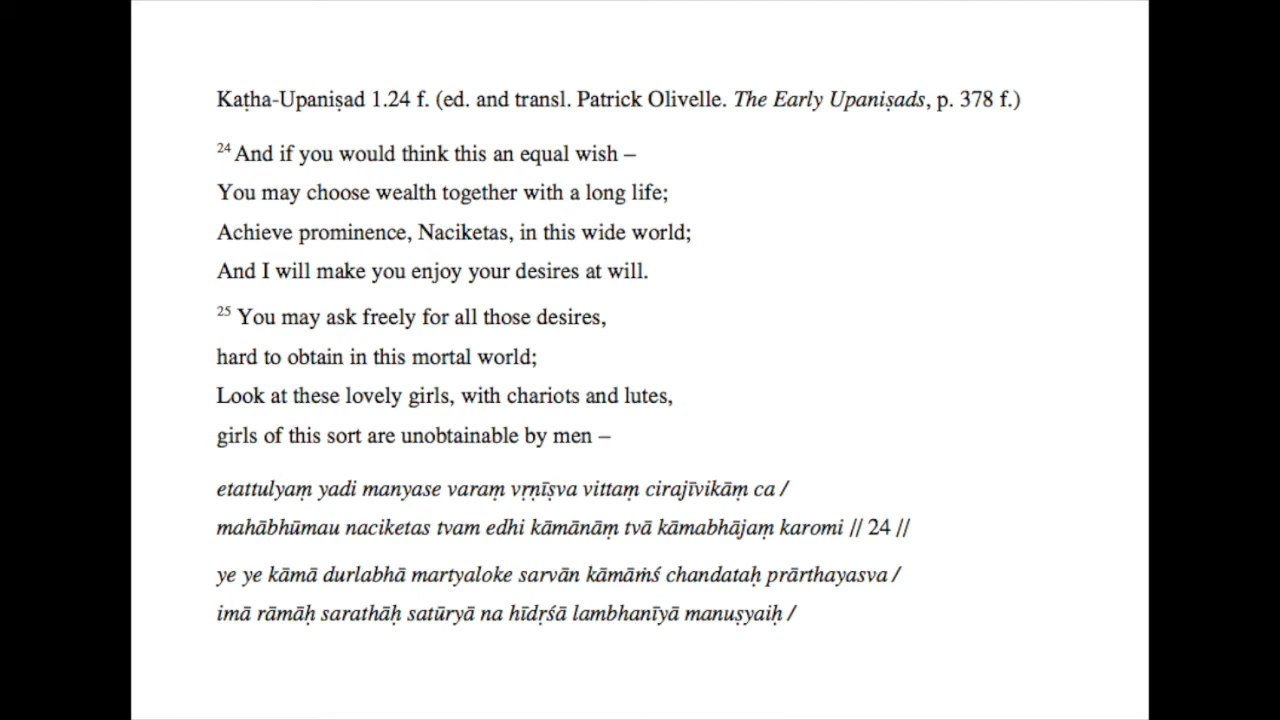 Kaṭha-Upaniṣad 1.24 f. (ed. and transl. Patrick Olivelle. The Early Upaniṣads, p. 378 f.)
24 And if you would think this an equal wish –
You may choose wealth together with a long life;
Achieve prominence, Naciketas, in this wide world;
And I will make you enjoy your desires at will.
25 You may ask freely for all those desires,
hard to obtain in this mortal world;
Look at these lovely girls, with chariots and lutes,
girls of this sort are unobtainable by men –
etattulyaṃ yadi manyase varaṃ vṛṇīṣva vittaṃ cirajīvikāṃ ca /
mahābhūmau naciketas tvam edhi kāmānāṃ tvā kāmabhājaṃ karomi // 24 //
ye ye kāmā durlabhā martyaloke sarvān kāmāṁś chandataḥ prārthayasva /
imā rāmāḥ sarathāḥ satūryā na hīdṛśā lambhanīyā manuṣyaiḥ /